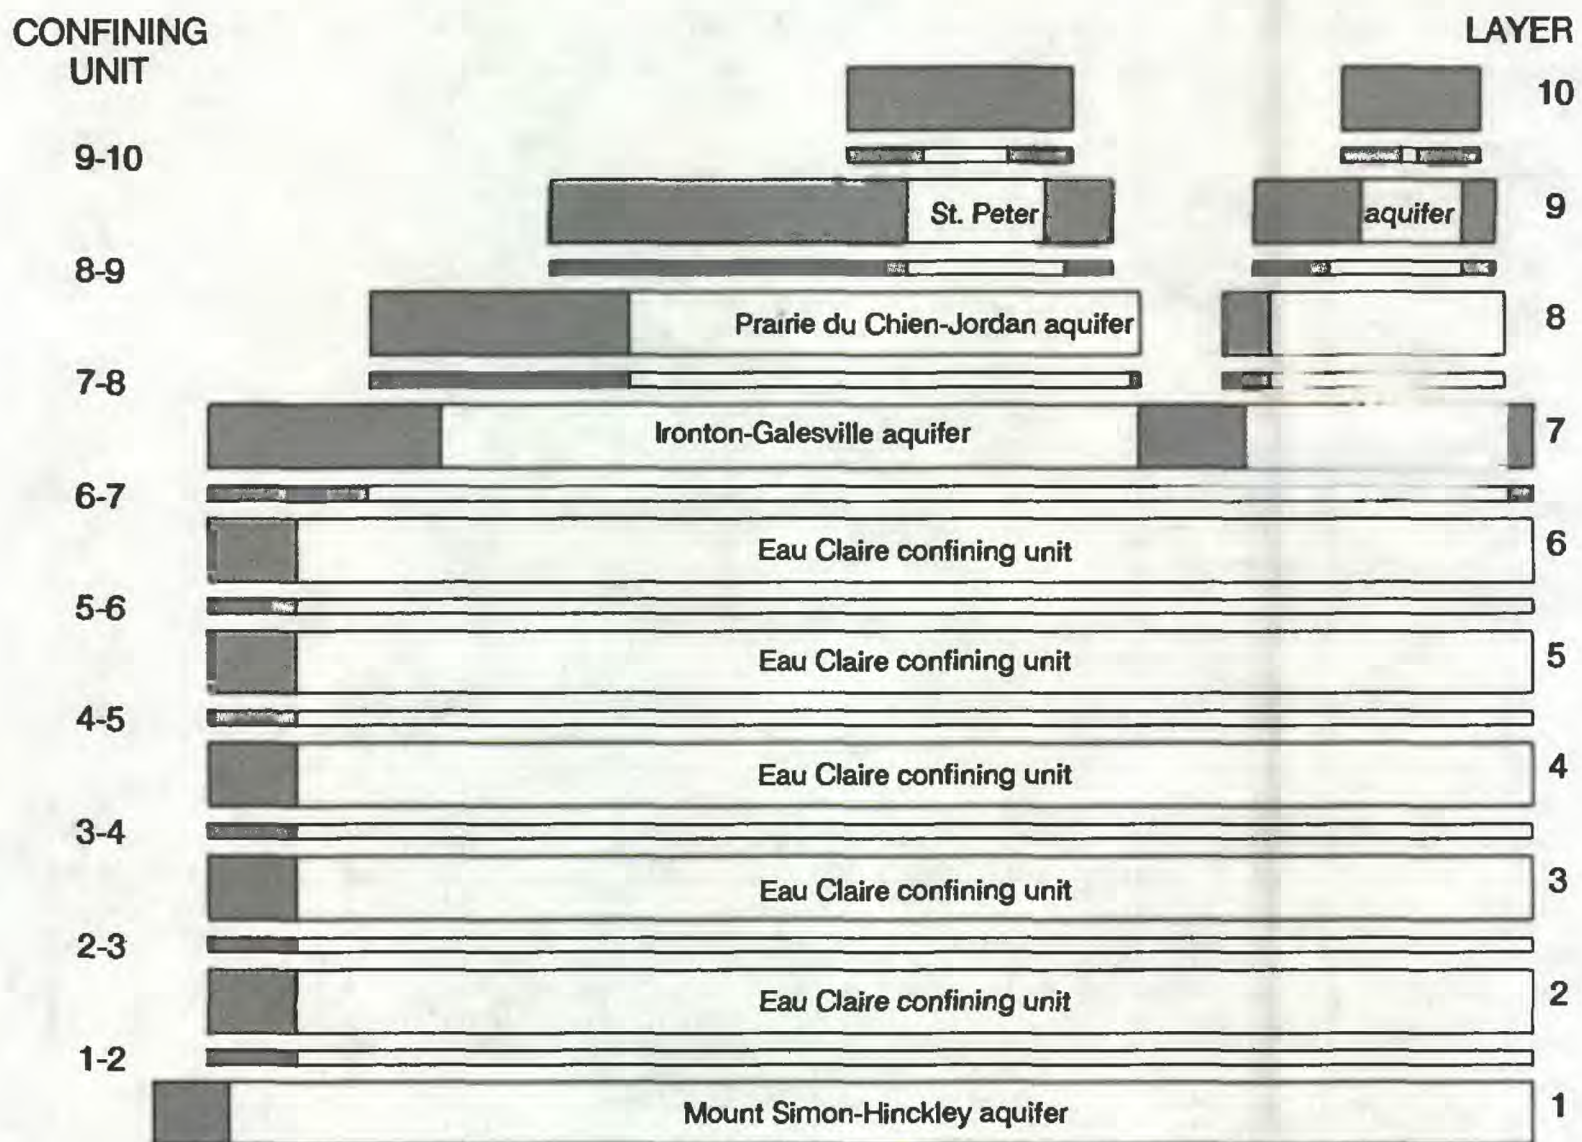 CONFINING
UNIT
LAYER
10
9-10
St. Peter aquifer 9
8-9
Prairie du Chien-Jordan aquifer 8
7-8
Ironton-Galesville aquifer 7
6-7
Eau Claire confining unit 6
5-6
Eau Claire confining unit 5
4-5
Eau Claire confining unit 4
3-4
Eau Claire confining unit 3
2-3
Eau Claire confining unit 2
1-2
Mount Simon-Hinckley aquifer 1